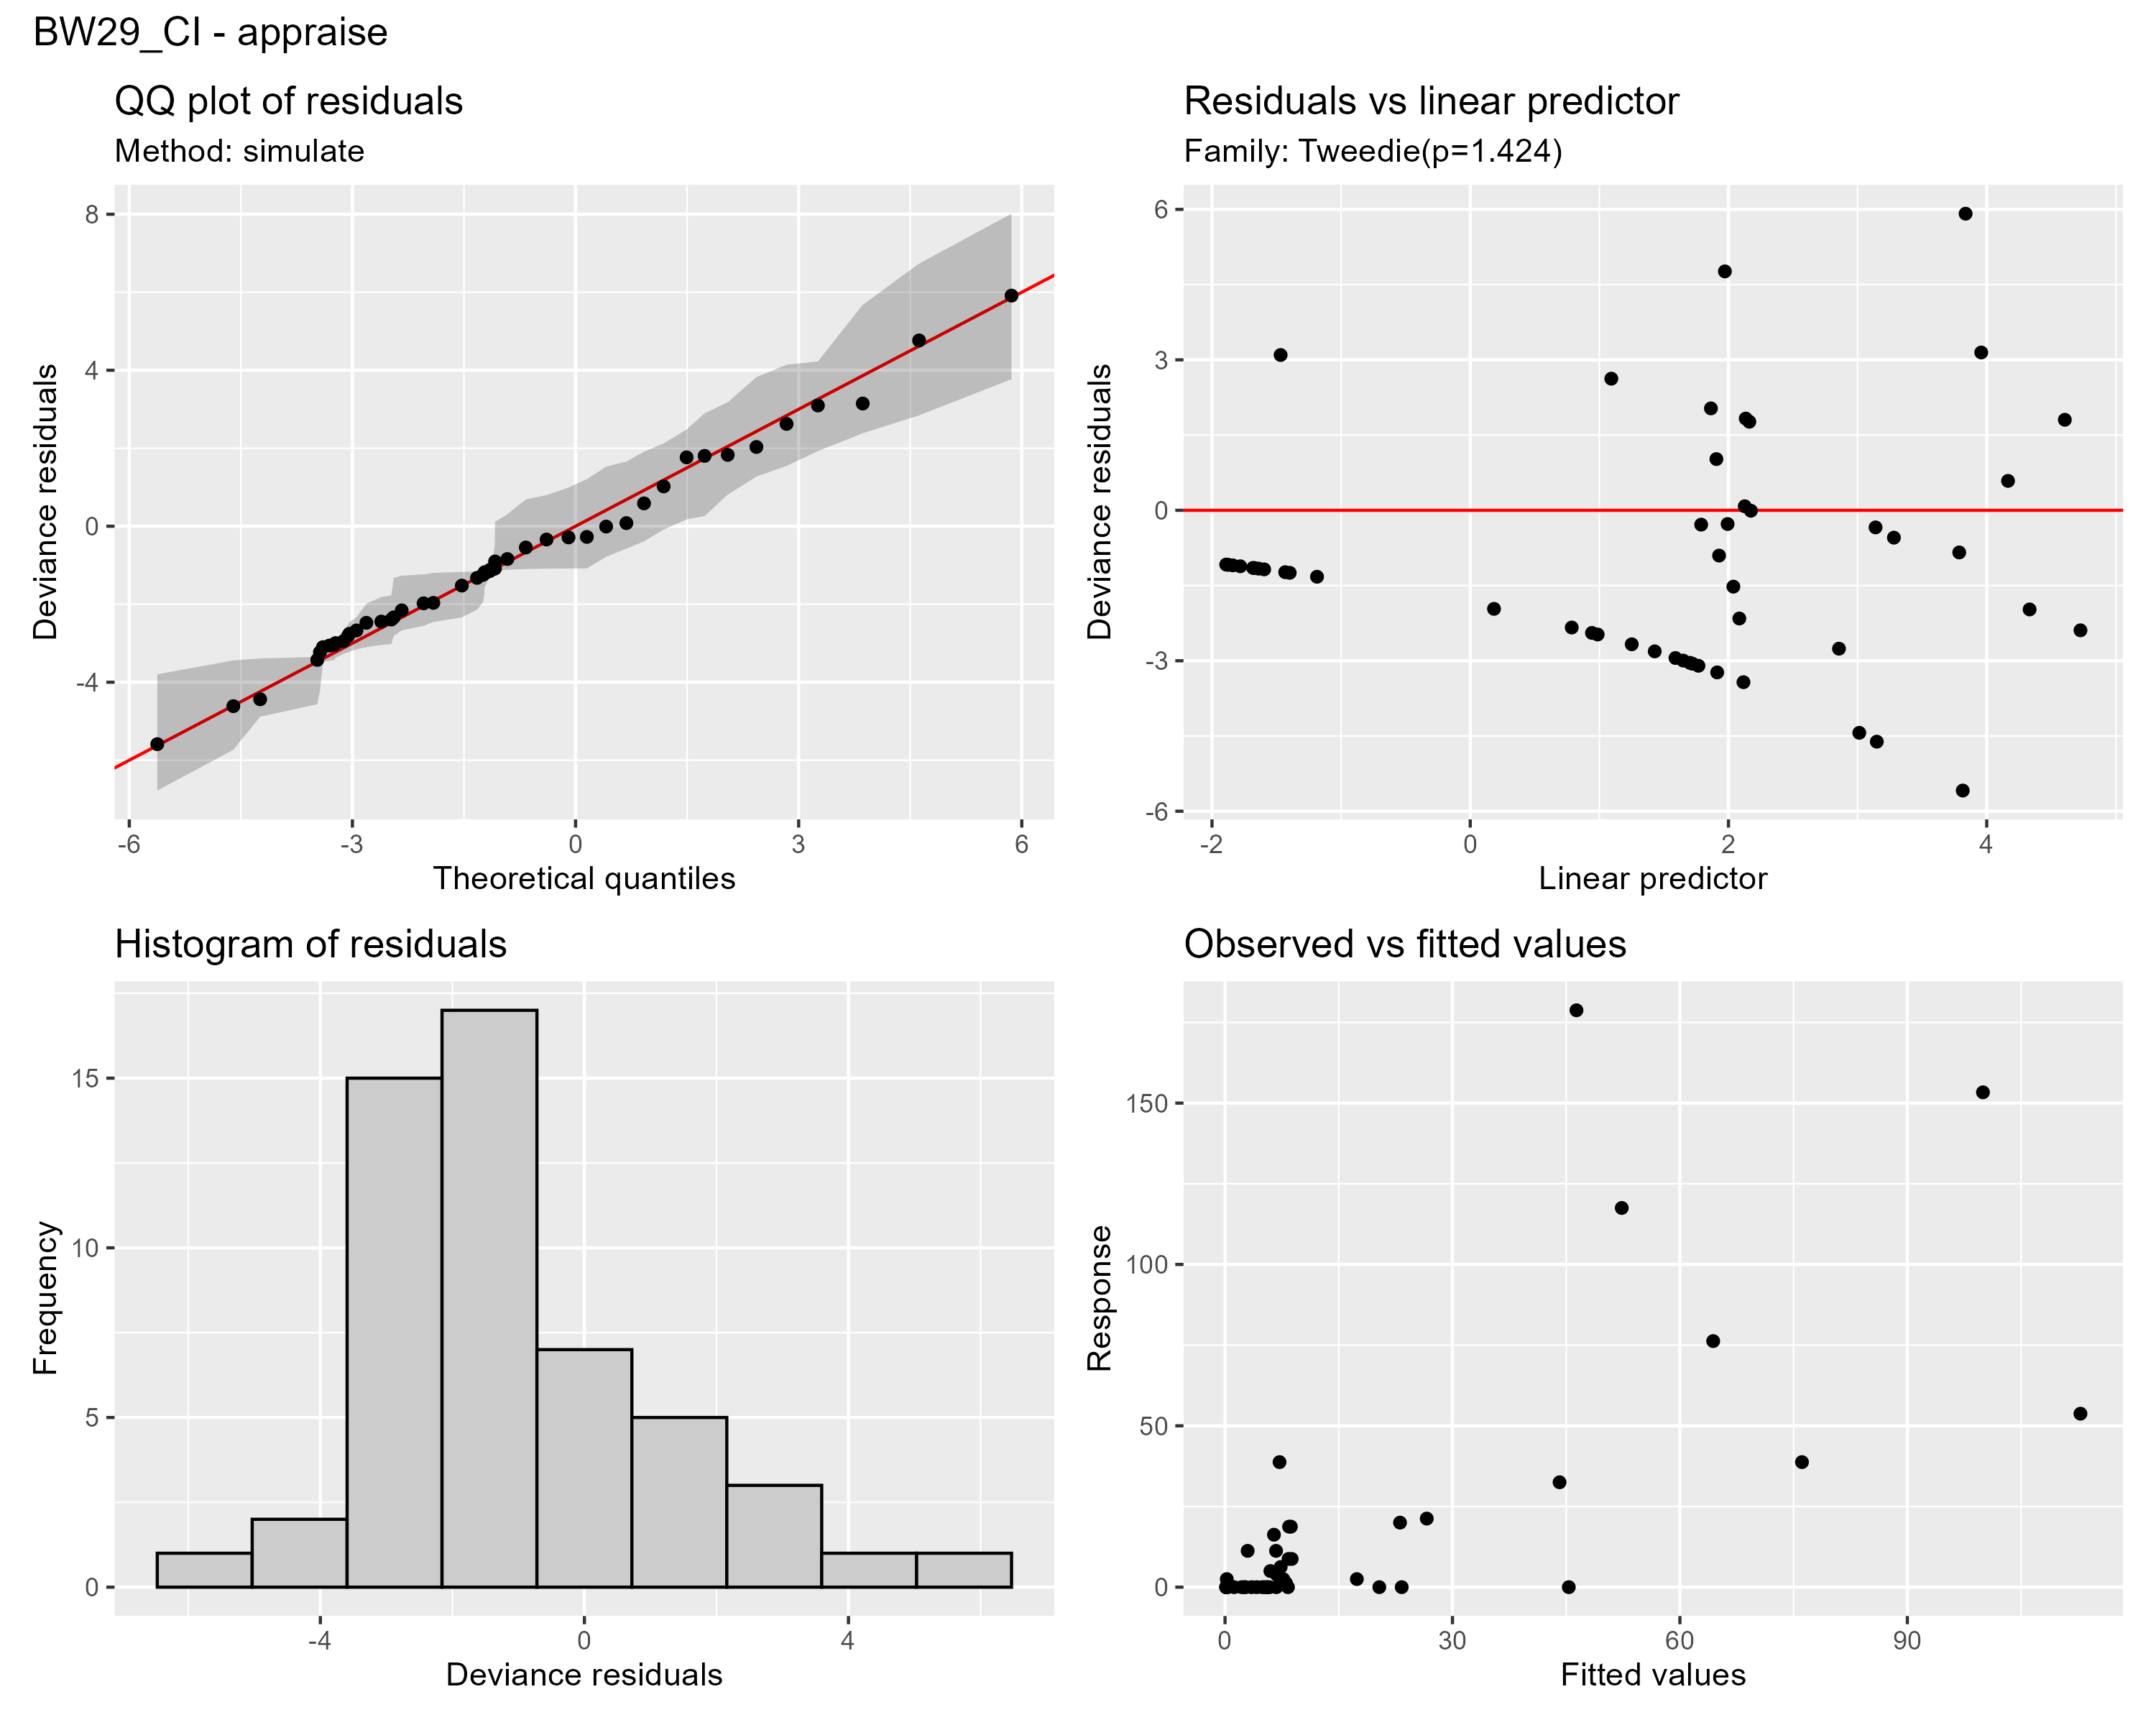 BW29_CI - appraise
QQ plot of residuals
Method: simulate
8
4
0
-4
-6
-3
0
3
6
Deviance residuals
Theoretical quantiles
Residuals vs linear predictor
Family: Tweedie(p=1.424)
6
3
0
-3
-6
-2
0
2
4
Deviance residuals
Linear predictor
Histogram of residuals
15
10
5
0
-4
0
4
Frequency
Deviance residuals
Observed vs fitted values
150
100
50
0
0
30
60
90
Response
Fitted values